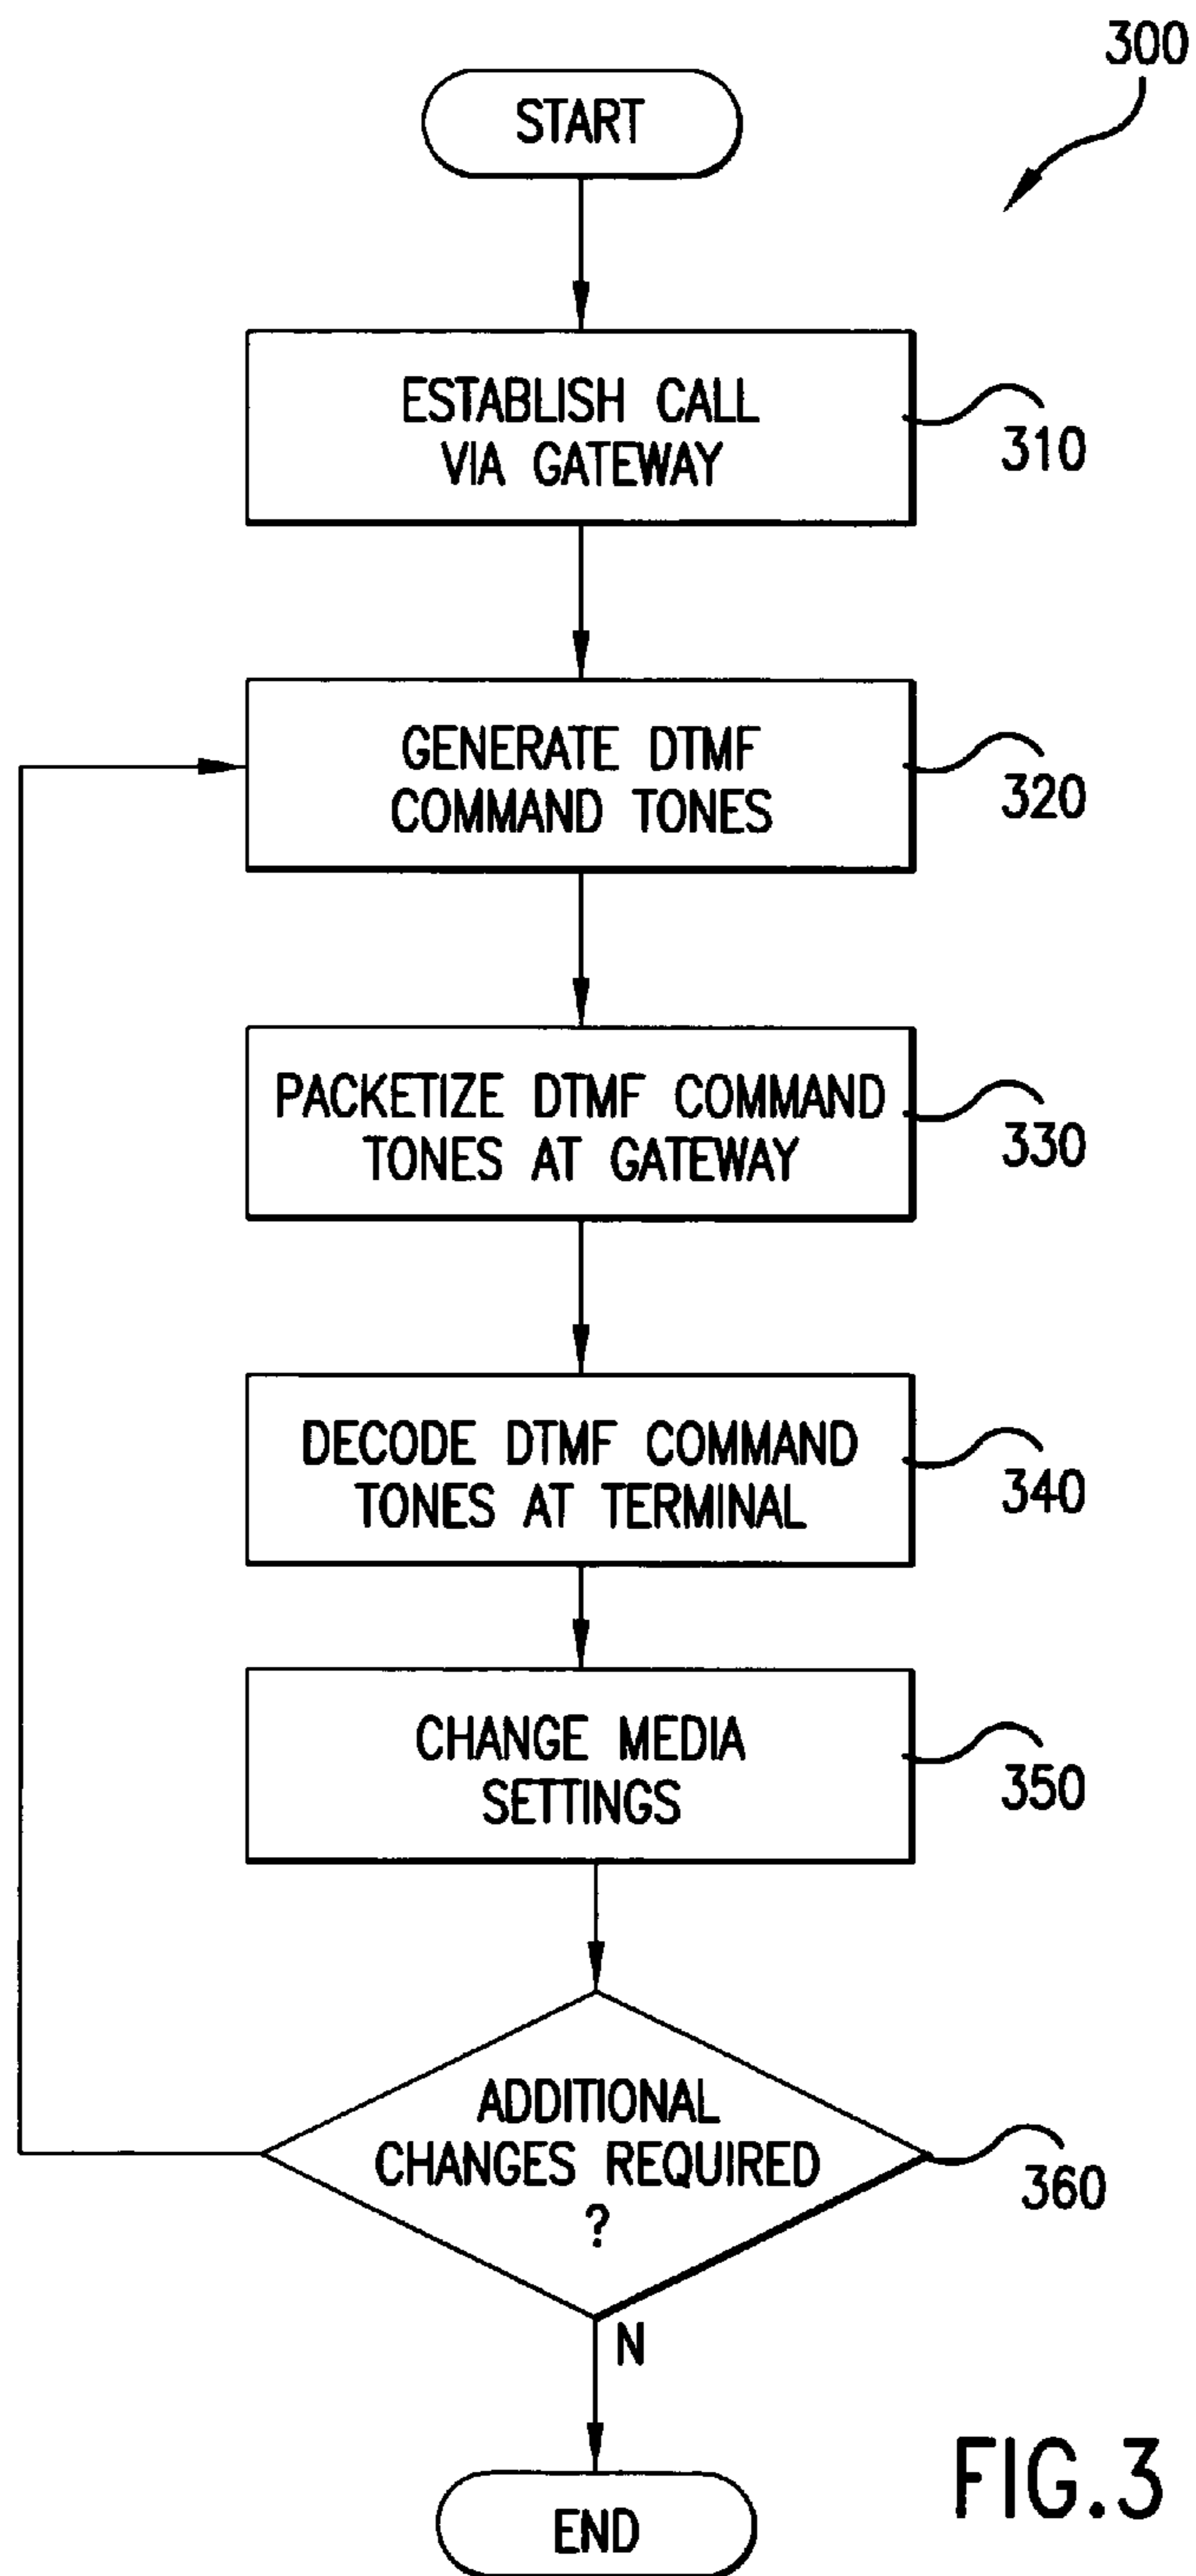 300
START
ESTABLISH CALL
VIA GATEWAY
310
GENERATE DTMF
COMMAND TONES
320
PACKETIZE DTMF COMMAND
TONES AT GATEWAY
330
DECODE DTMF COMMAND
TONES AT TERMINAL
340
CHANGE MEDIA
SETTINGS
350
ADDITIONAL
CHANGES REQUIRED
?
360
N
END
FIG.3